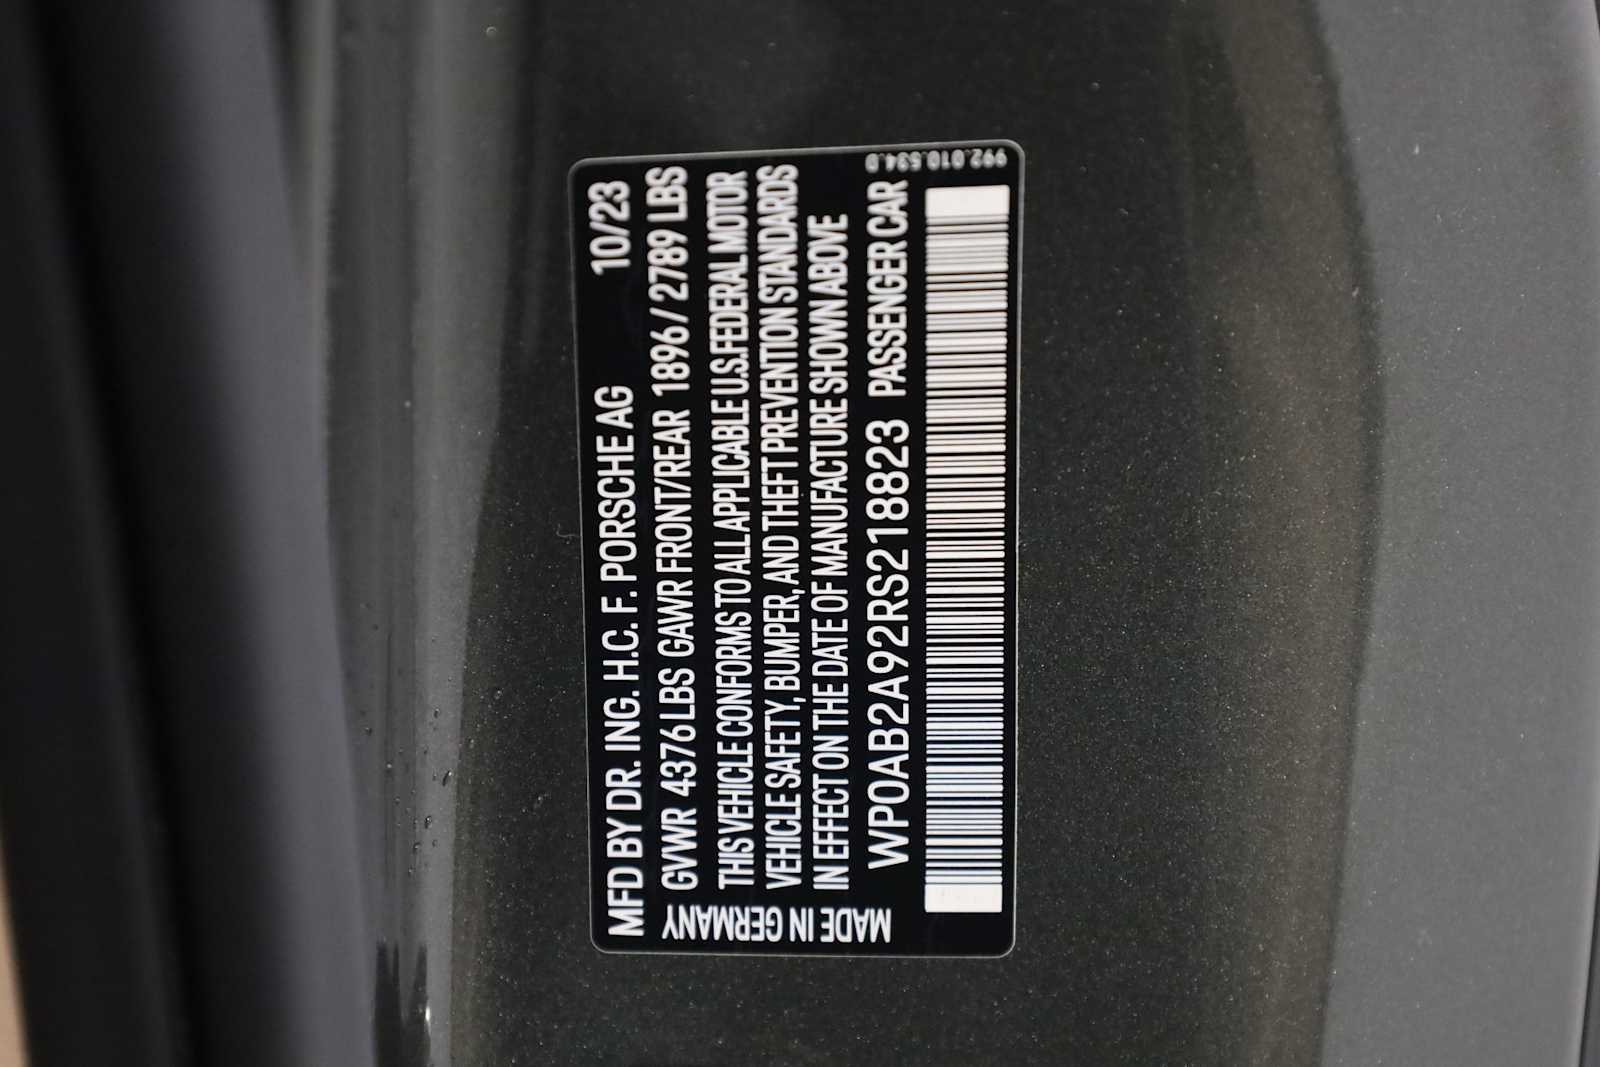 MFD BY DR. ING. H.C. F. PORSCHE AG 10/23
GVWR 4376 LBS GAWR FRONT/REAR 1896 / 2789 LBS
THIS VEHICLE CONFORMS TO ALL APPLICABLE U.S. FEDERAL MOTOR
VEHICLE SAFETY, BUMPER, AND THEFT PREVENTION STANDARDS
IN EFFECT ON THE DATE OF MANUFACTURE SHOWN ABOVE
WP0AB2A92RS218823 PASSENGER CAR
MADE IN GERMANY
992.010.534.D